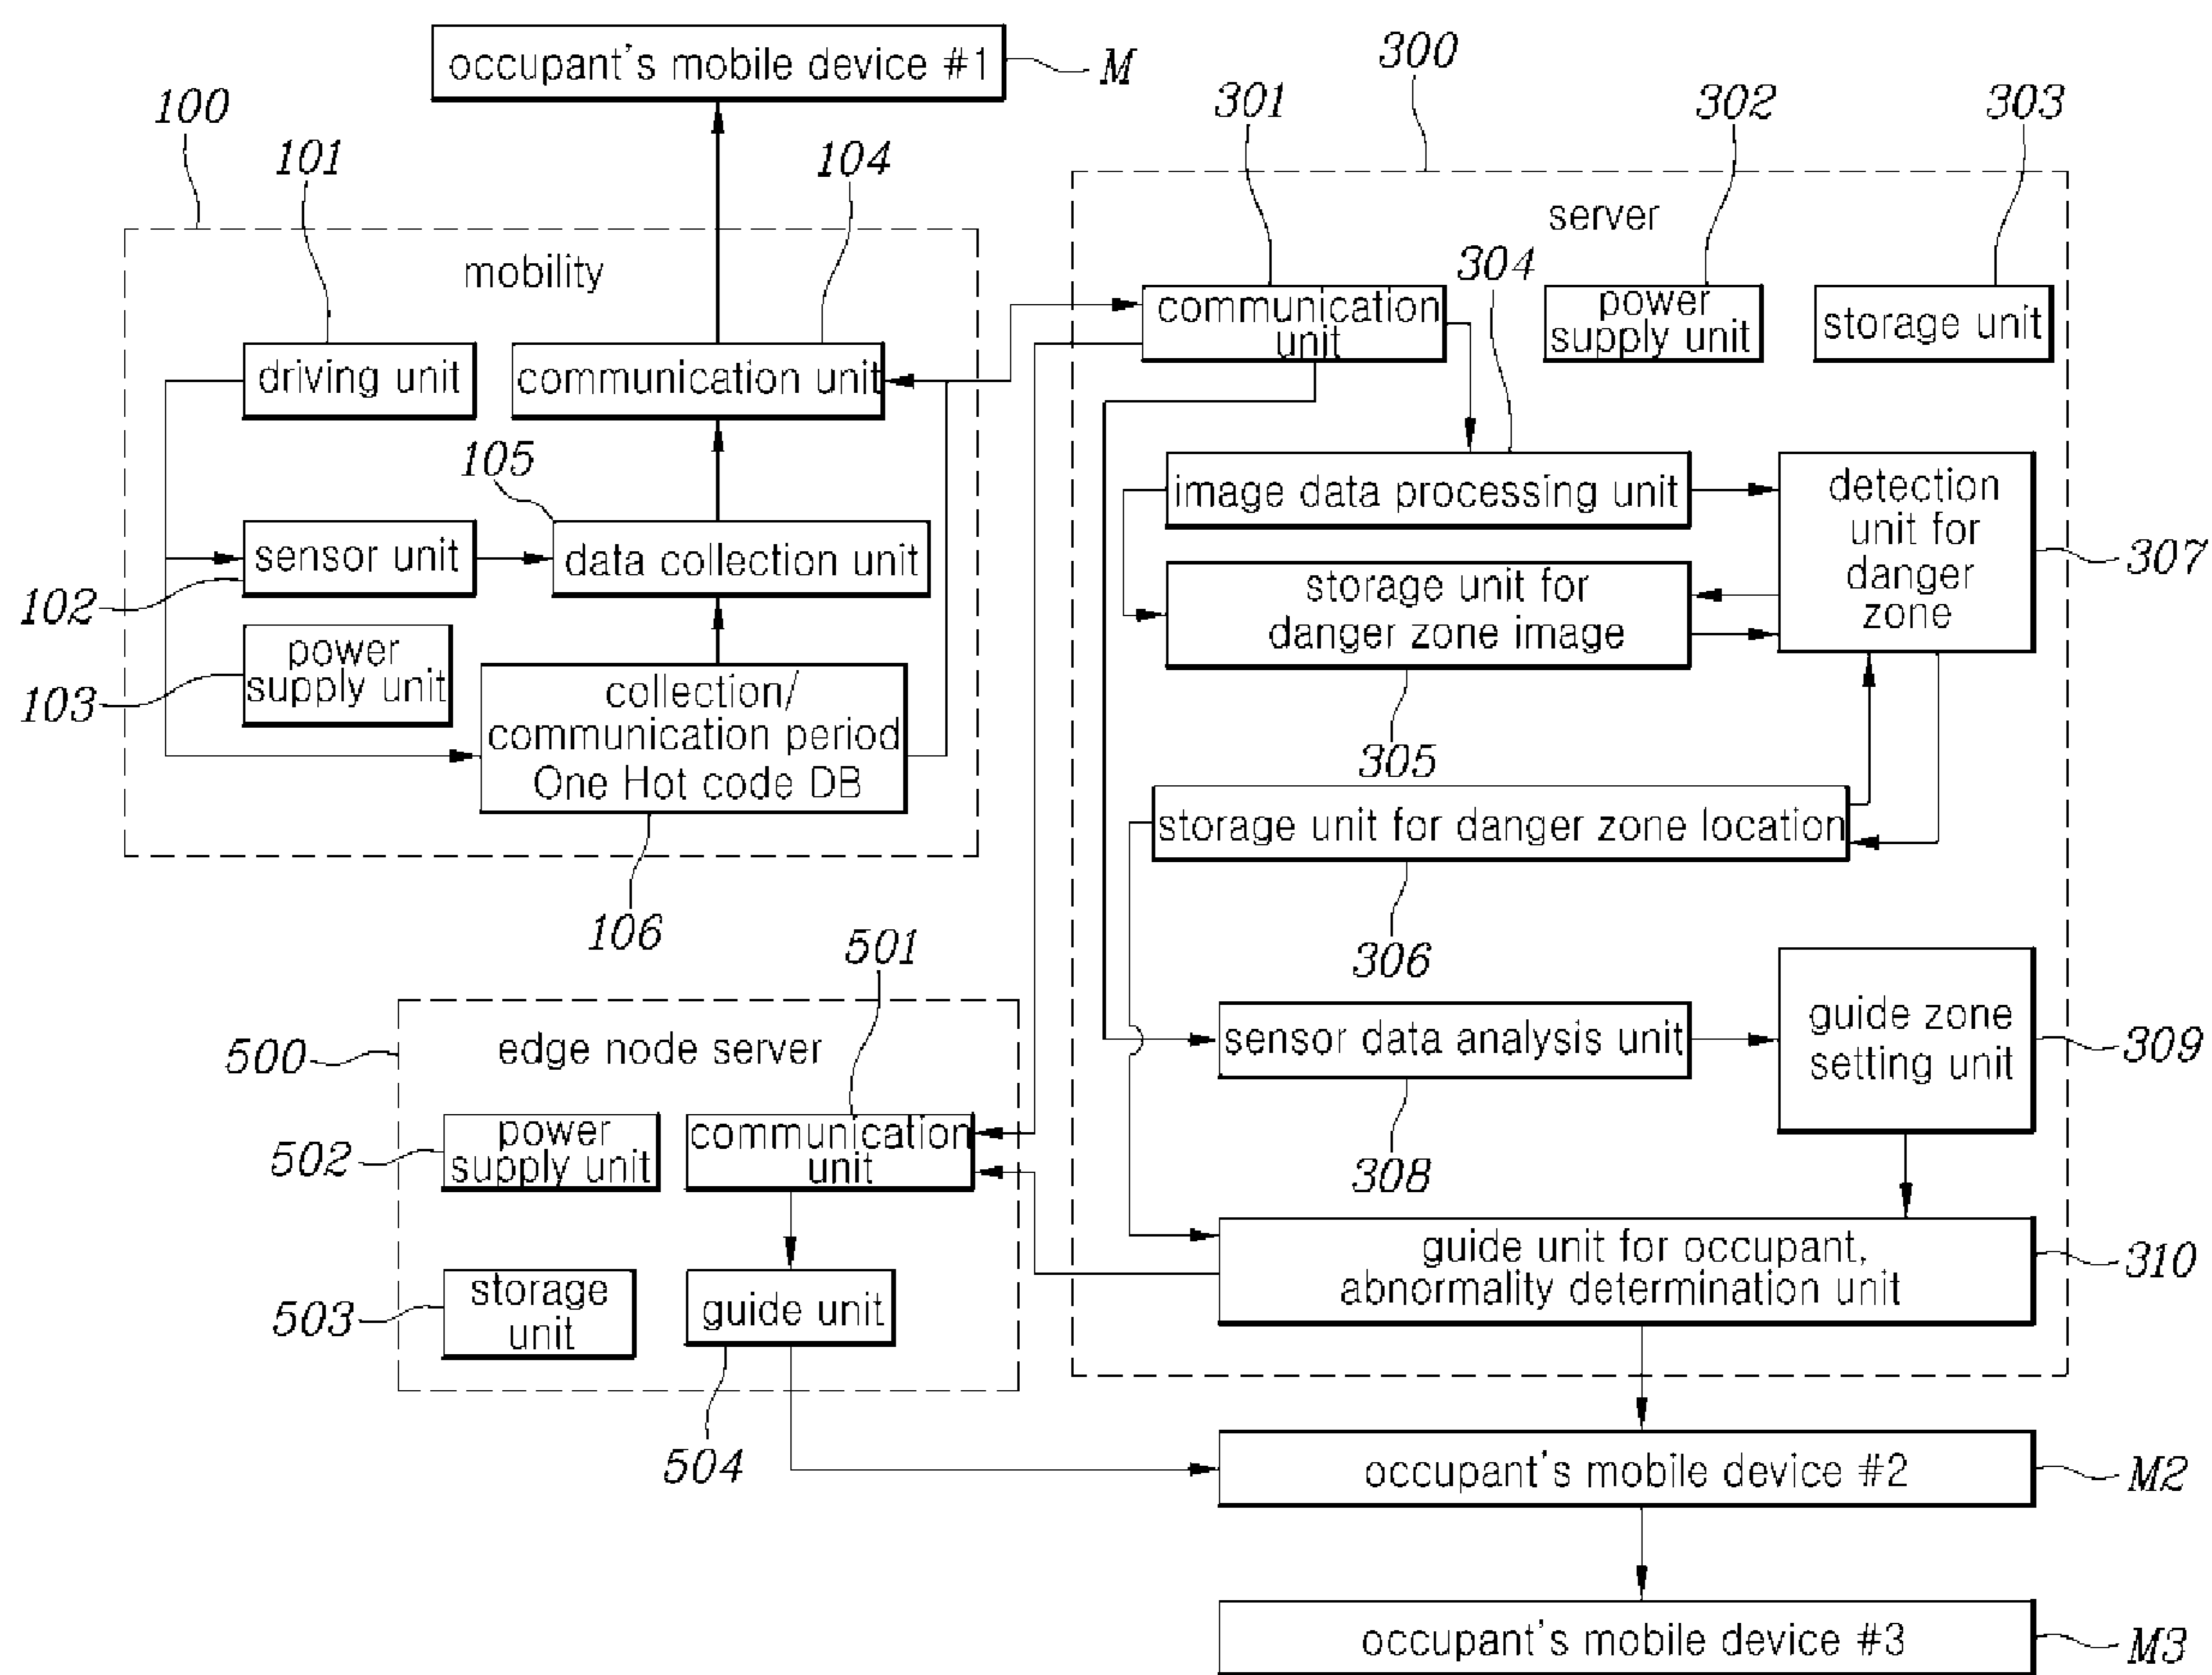 occupant's mobile device #1
M
100
101
104
mobility
driving unit
communication unit
105
sensor unit
data collection unit
102
power
supply unit
103
collection/
communication period
One Hot code DB
106
300
301
302
303
server
304
communication
unit
power
supply unit
storage unit
image data processing unit
detection
unit for
danger
zone
307
storage unit for
danger zone image
305
storage unit for danger zone location
306
sensor data analysis unit
308
guide zone
setting unit
309
guide unit for occupant,
abnormality determination unit
310
501
500
edge node server
502
power
supply unit
communication
unit
503
storage
unit
guide unit
504
occupant's mobile device #2
M2
occupant's mobile device #3
M3